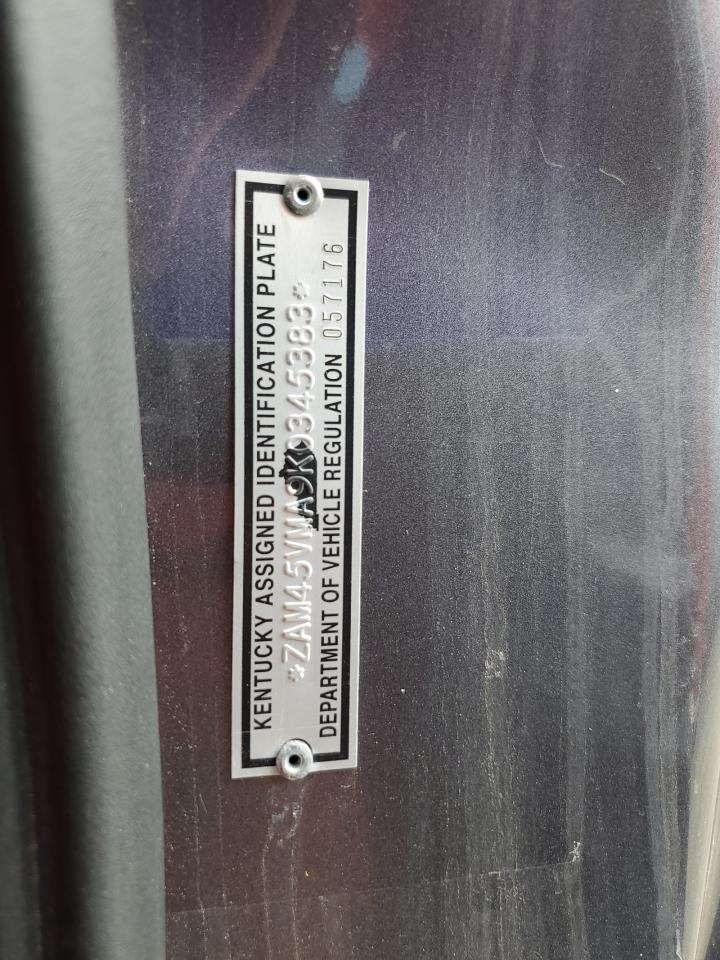 KENTUCKY ASSIGNED IDENTIFICATION PLATE
*ZAM45VMA9K0345383*
DEPARTMENT OF VEHICLE REGULATION 057176